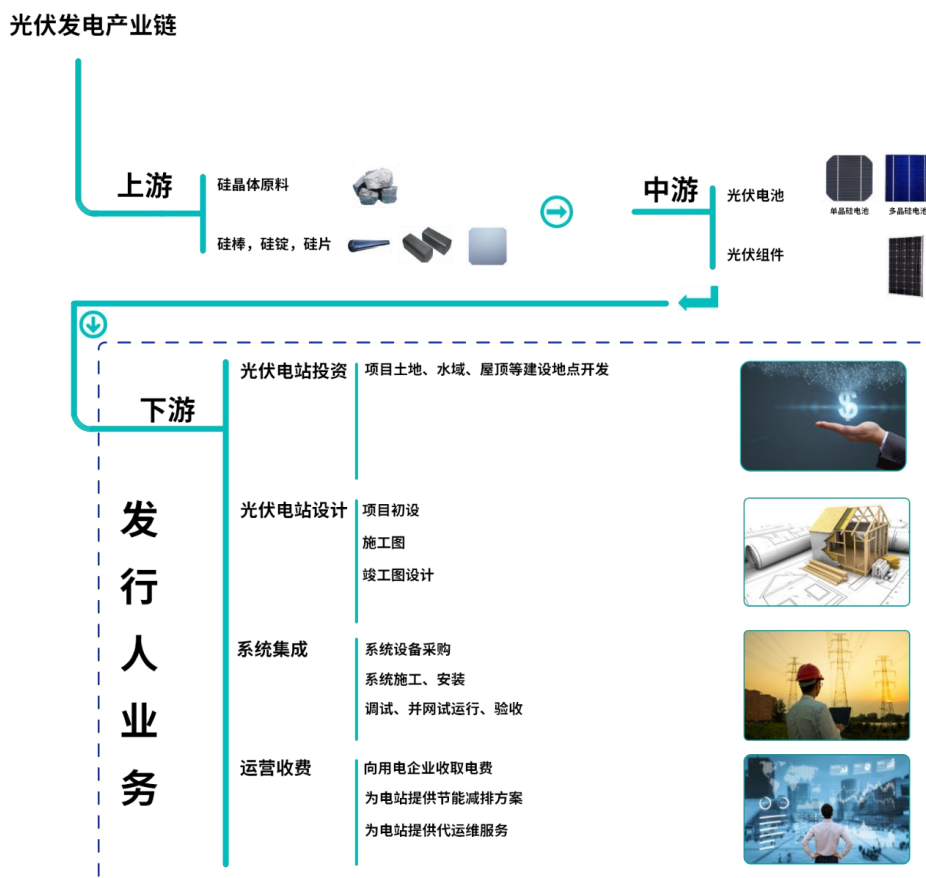 光伏发电产业链
上游
硅晶体原料
硅棒，硅锭，硅片
中游
光伏电池
单晶硅电池
多晶硅电池
光伏组件
下游
发行人业务
光伏电站投资
项目土地、水域、屋顶等建设地点开发
光伏电站设计
项目初设
施工图
竣工图设计
系统集成
系统设备采购
系统施工、安装
调试、并网试运行、验收
运营收费
向用电企业收取电费
为电站提供节能减排方案
为电站提供代运维服务